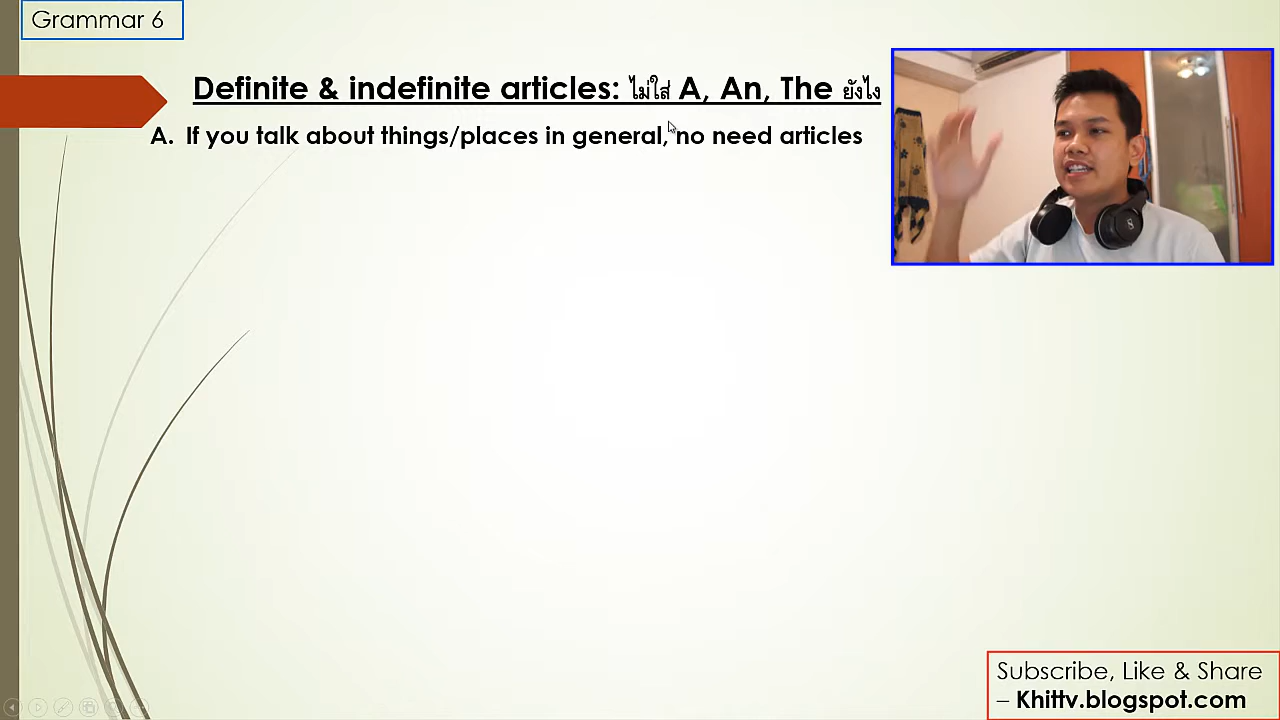 Grammar 6
Definite & indefinite articles: ไม่ใส่ A, An, The ยังไง
A. If you talk about things/places in general, no need articles
Subscribe, Like & Share
– Khittv.blogspot.com